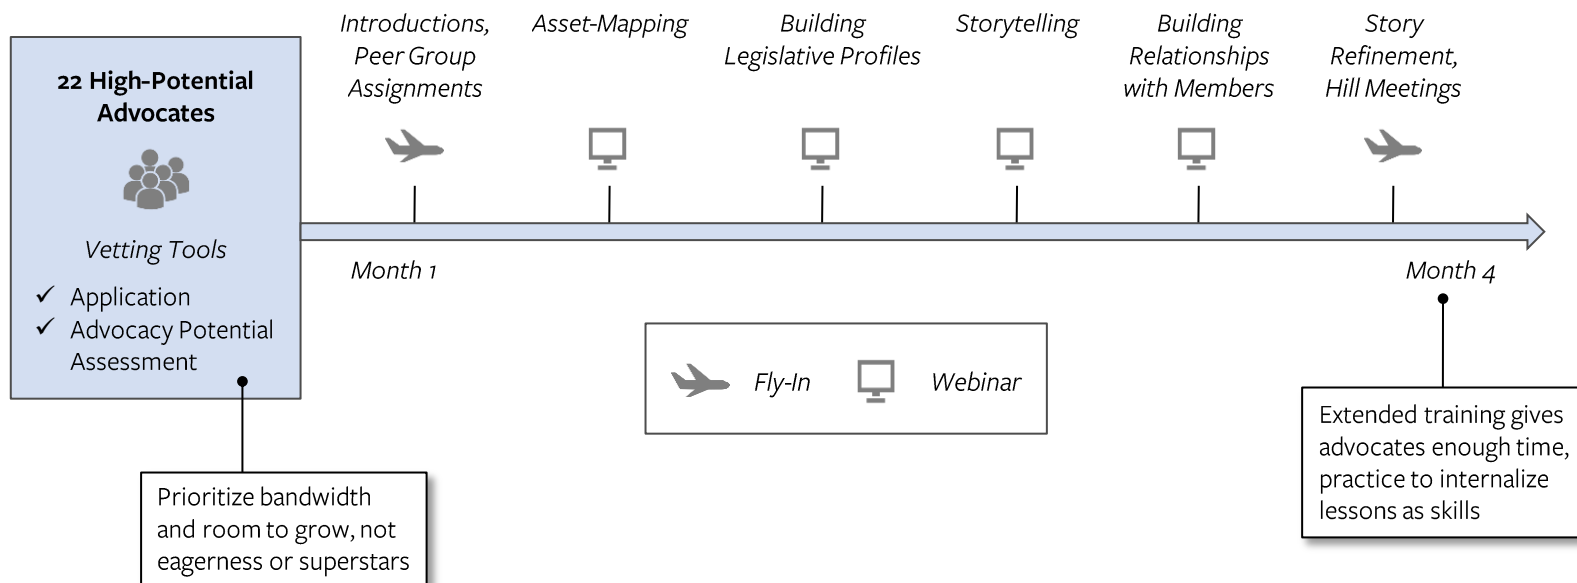 22 High-Potential
Advocates
Vetting Tools
✓ Application
✓ Advocacy Potential
Assessment
Prioritize bandwidth
and room to grow, not
eagerness or superstars
Introductions,
Peer Group
Assignments
Asset-Mapping
Building
Legislative Profiles
Storytelling
Building
Relationships
with Members
Story
Refinement,
Hill Meetings
Month 1
Month 4
Fly-In
Webinar
Extended training gives
advocates enough time,
practice to internalize
lessons as skills